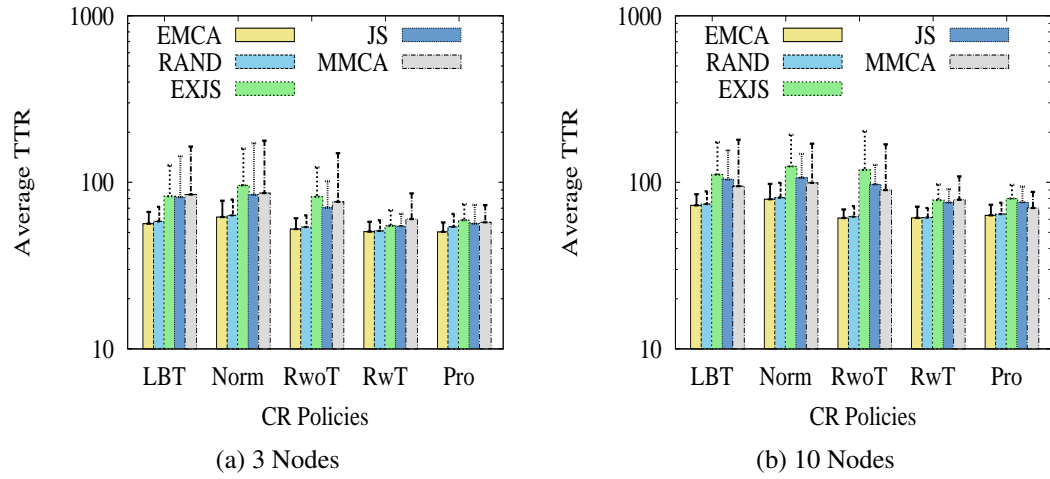 1000
100
10
Average TTR
EMCA
RAND
EXJS
JS
MMCA
LBT Norm RwoT RwT Pro
CR Policies
(a) 3 Nodes
1000
100
10
Average TTR
EMCA
RAND
EXJS
JS
MMCA
LBT Norm RwoT RwT Pro
CR Policies
(b) 10 Nodes